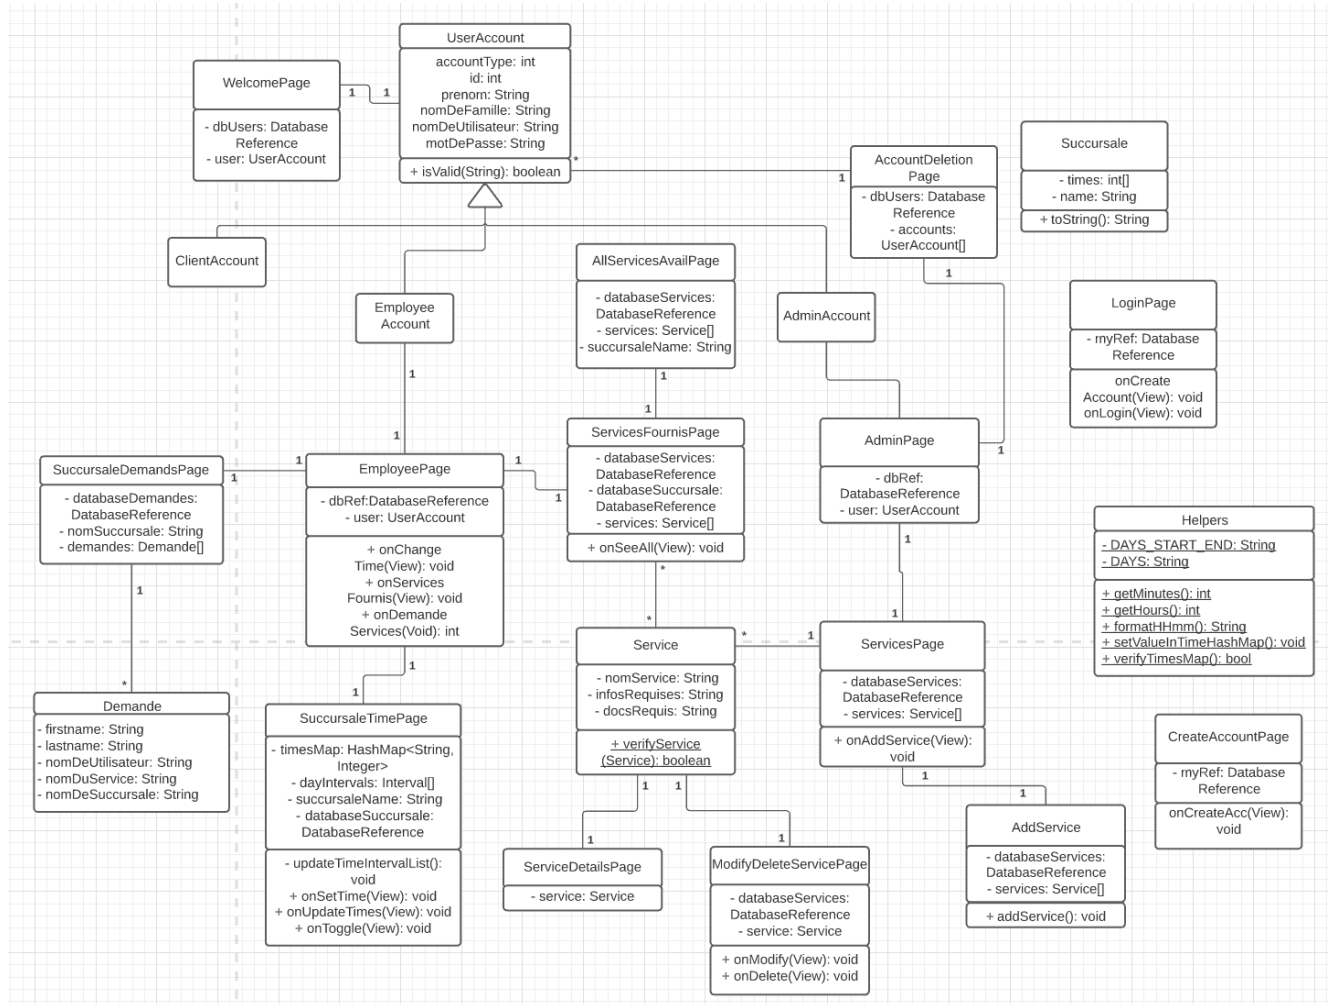 UserAccount
accountType: int
id: int
prenom: String
nomDeFamille: String
nomDeUtilisateur: String
motDePasse: String
+ isValid(String): boolean
WelcomePage
- dbUsers: Database
Reference
- user: UserAccount
1
1
*
1
AccountDeletion
Page
- dbUsers: Database
Reference
- accounts:
UserAccount[]
1
Succursale
- times: int[]
- name: String
+ toString(): String
ClientAccount
Employee
Account
1
1
AllServicesAvailPage
- databaseServices:
DatabaseReference
- services: Service[]
- succursaleName: String
1
1
AdminAccount
LoginPage
- myRef: Database
Reference
onCreate
Account(View): void
onLogin(View): void
SuccursaleDemandsPage
- databaseDemandes:
DatabaseReference
- nomSuccursale: String
- demandes: Demande[]
1
1
1
*
EmployeePage
- dbRef:DatabaseReference
- user: UserAccount
+ onChange
Time(View): void
+ onServices
Fournis(View): void
+ onDemande
Services(Void): int
1
1
1
1
ServicesFournisPage
- databaseServices:
DatabaseReference
- databaseSuccursale:
DatabaseReference
- services: Service[]
+ onSeeAll(View): void
*
*
AdminPage
- dbRef:
DatabaseReference
- user: UserAccount
1
1
1
Helpers
- DAYS_START_END: String
- DAYS: String
+ getMinutes(): int
+ getHours(): int
+ formatHHmm(): String
+ setValueInTimeHashMap(): void
+ verifyTimesMap(): bool
Demande
- firstname: String
- lastname: String
- nomDeUtilisateur: String
- nomDuService: String
- nomDeSuccursale: String
SuccursaleTimePage
- timesMap: HashMap<String,
Integer>
- dayIntervals: Interval[]
- succursaleName: String
- databaseSuccursale:
DatabaseReference
- updateTimeIntervalList():
void
+ onSetTime(View): void
+ onUpdateTimes(View): void
+ onToggle(View): void
Service
- nomService: String
- infosRequises: String
- docsRequis: String
+ verifyService
(Service): boolean
*
1
1
1
1
1
ServicesPage
- databaseServices:
DatabaseReference
- services: Service[]
+ onAddService(View):
void
1
1
CreateAccountPage
- myRef: Database
Reference
onCreateAcc(View):
void
ServiceDetailsPage
- service: Service
ModifyDeleteServicePage
- databaseServices:
DatabaseReference
- service: Service
+ onModify(View): void
+ onDelete(View): void
AddService
- databaseServices:
DatabaseReference
- services: Service[]
+ addService(): void